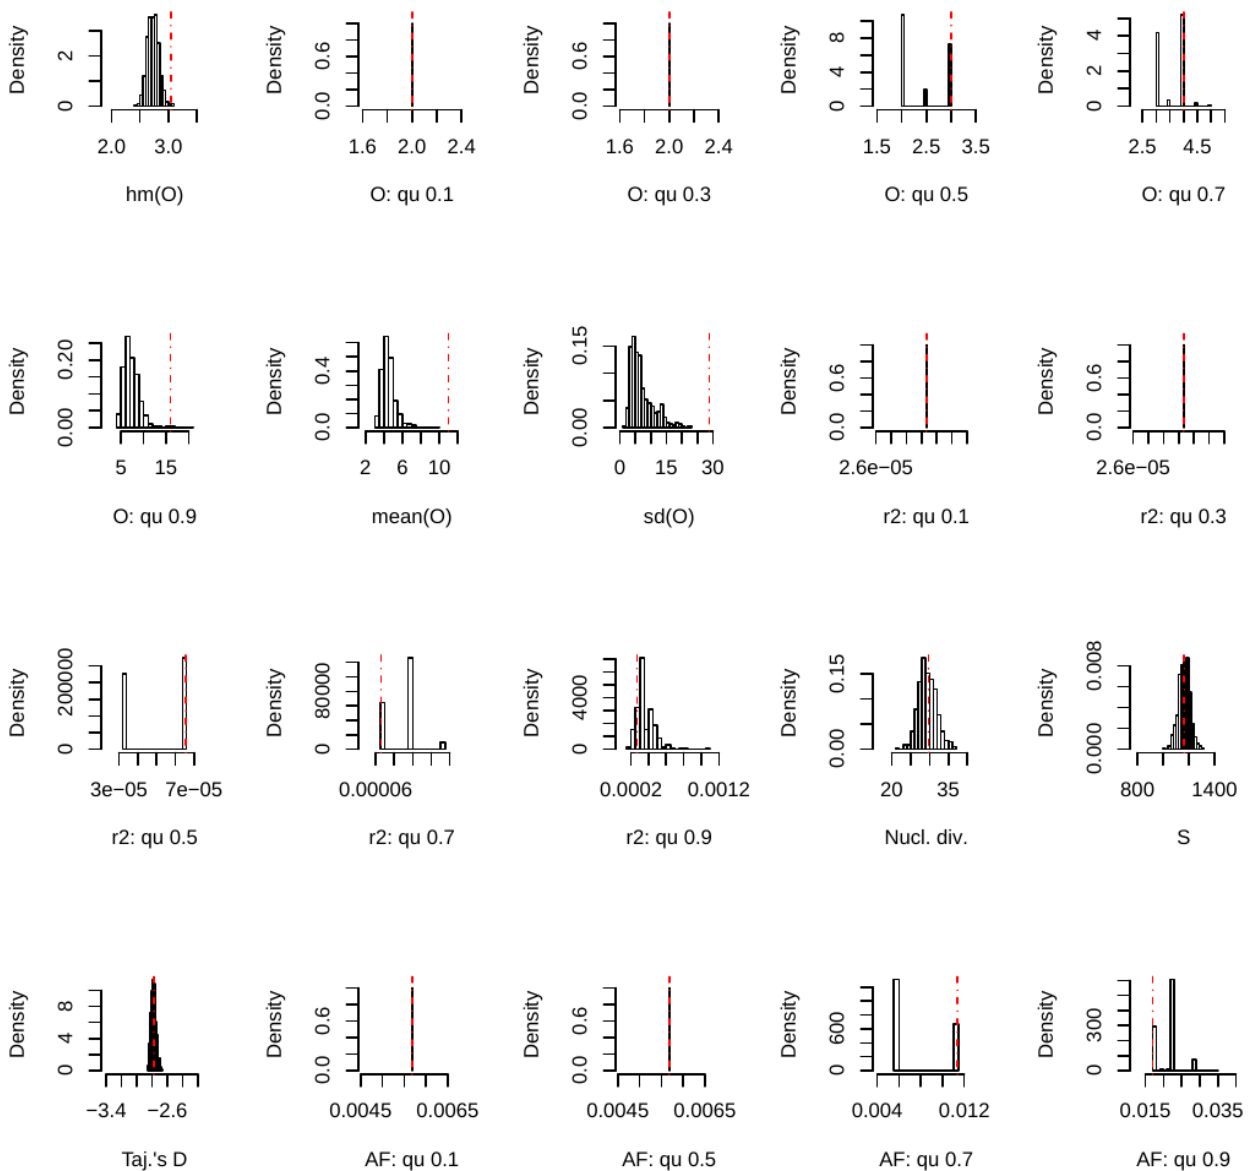 Density Density Density Density Density
0 2
0.0 0.6
0.0 0.6
0 4 8
0 2 4
2.0 3.0
1.6 2.0 2.4
1.6 2.0 2.4
1.5 2.5 3.5
2.5 4.5
hm(O) O: qu 0.1 O: qu 0.3 O: qu 0.5 O: qu 0.7
Density Density Density Density Density
0.00 0.20
0.0 0.4
0.00 0.15
0.0 0.6
0.0 0.6
5 15
2 6 10
0 15 30
2.6e−05
2.6e−05
O: qu 0.9 mean(O) sd(O) r2: qu 0.1 r2: qu 0.3
Density Density Density Density Density
0 200000
0 80000
0 4000
0.00 0.15
0.000 0.008
3e−05 7e−05
0.00006
0.0002 0.0012
20 35
800 1400
r2: qu 0.5 r2: qu 0.7 r2: qu 0.9 Nucl. div. S
Density Density Density Density Density
0 4 8
0.0 0.6
0.0 0.6
0 600
0 300
−3.4 −2.6
0.0045 0.0065
0.0045 0.0065
0.004 0.012
0.015 0.035
Taj.'s D AF: qu 0.1 AF: qu 0.5 AF: qu 0.7 AF: qu 0.9